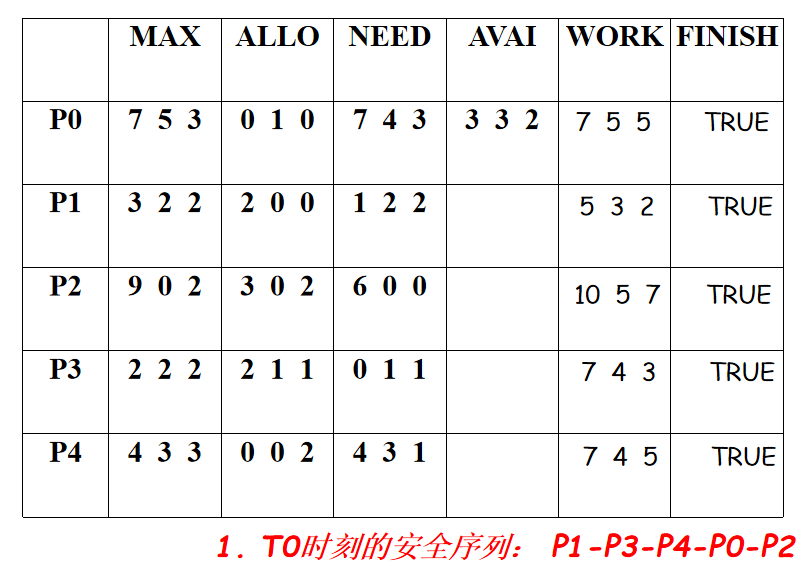 MAX ALLO NEED AVAI WORK FINISH
P0 7 5 3 0 1 0 7 4 3 3 3 2 7 5 5 TRUE
P1 3 2 2 2 0 0 1 2 2 5 3 2 TRUE
P2 9 0 2 3 0 2 6 0 0 10 5 7 TRUE
P3 2 2 2 2 1 1 0 1 1 7 4 3 TRUE
P4 4 3 3 0 0 2 4 3 1 7 4 5 TRUE
1. T0时刻的安全序列: P1-P3-P4-P0-P2